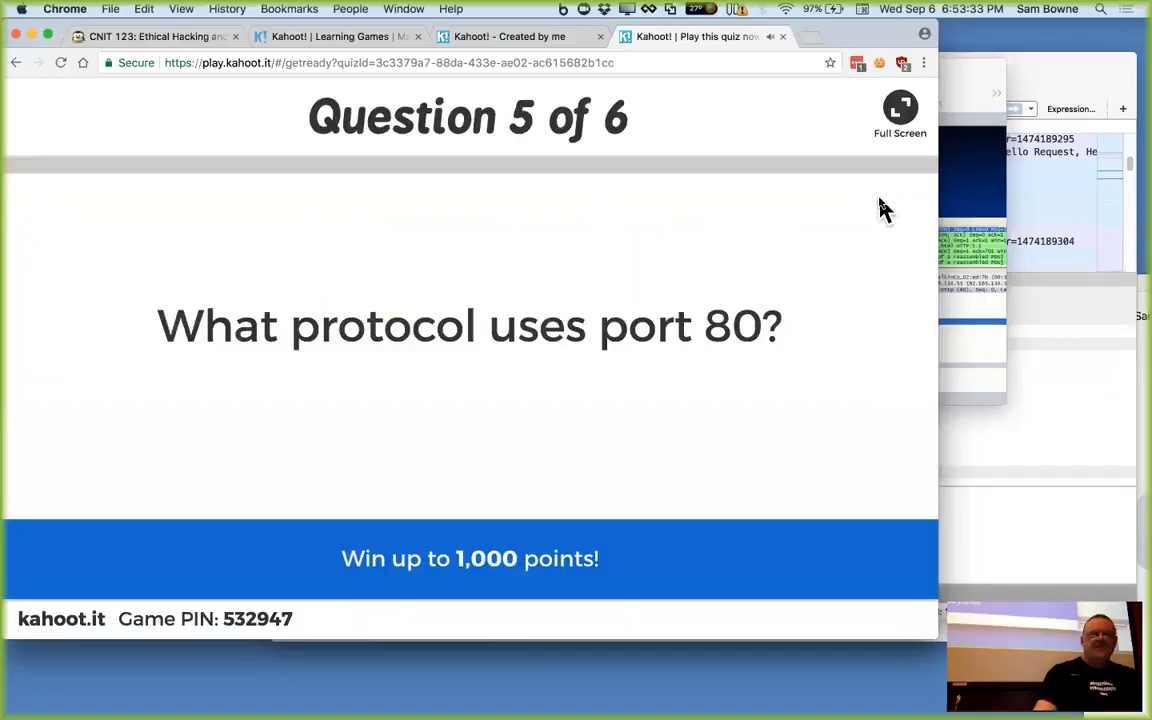 Chrome File Edit View History Bookmarks People Window Help 27° 97% Wed Sep 6 6:53:33 PM Sam Bowne
CNIT 123: Ethical Hacking an
Kahoot! | Learning Games | Ma
Kahoot! - Created by me
Kahoot! | Play this quiz now
Secure https://play.kahoot.it/#/getready?quizId=3c3379a7-88da-433e-ae02-ac615682b1cc
Question 5 of 6
Full Screen
What protocol uses port 80?
Win up to 1,000 points!
kahoot.it Game PIN: 532947
Expression...
r=1474189295
ello Request, He
r=1474189304